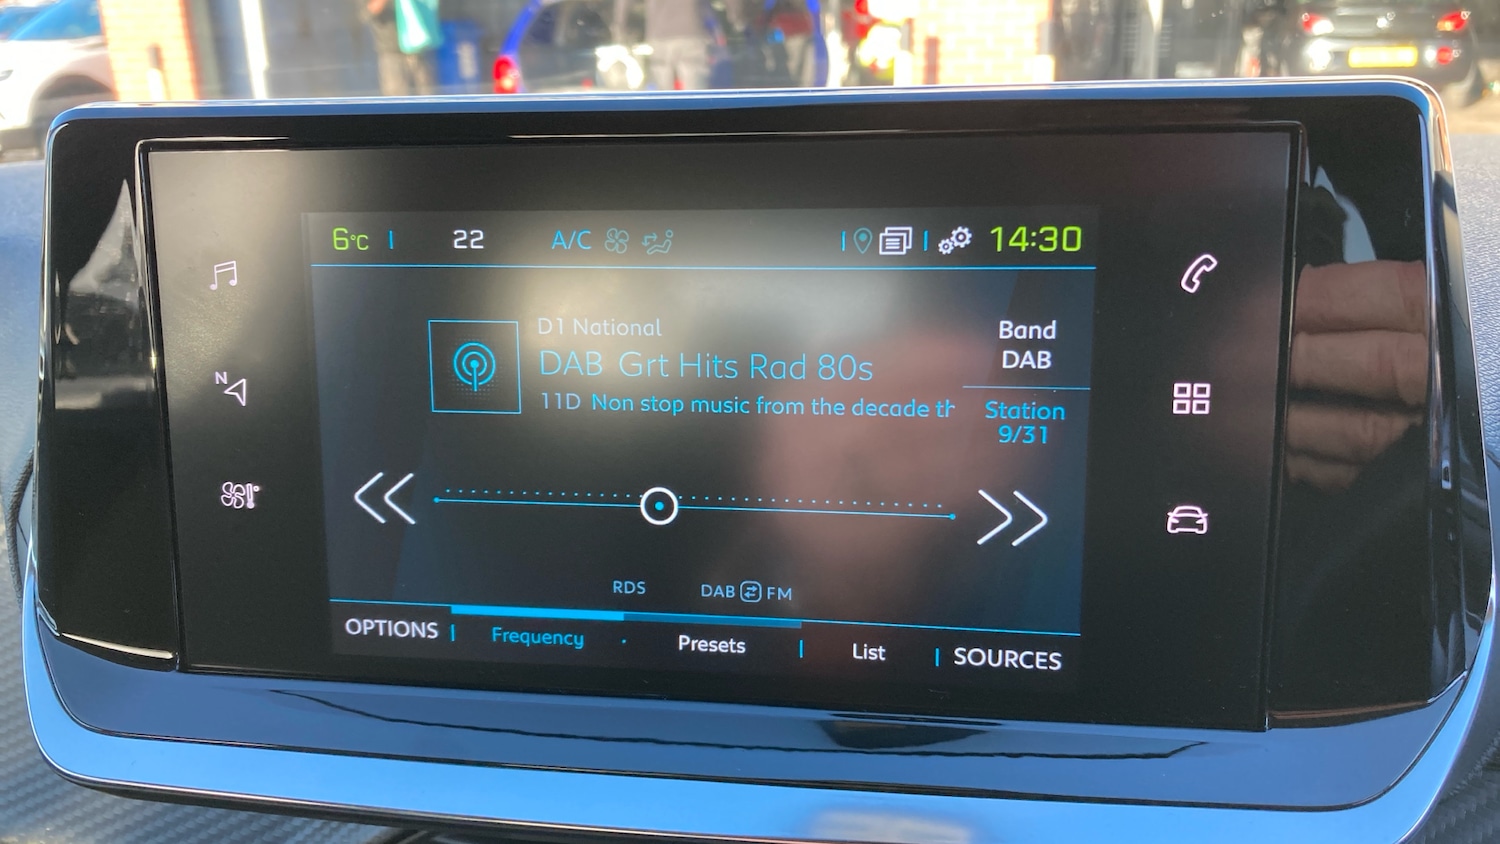 6°C 22 A/C 14:30
N
D1 National
DAB Grt Hits Rad 80s
11D Non stop music from the decade th
Band
DAB
Station
9/31
RDS DAB FM
OPTIONS Frequency Presets List SOURCES